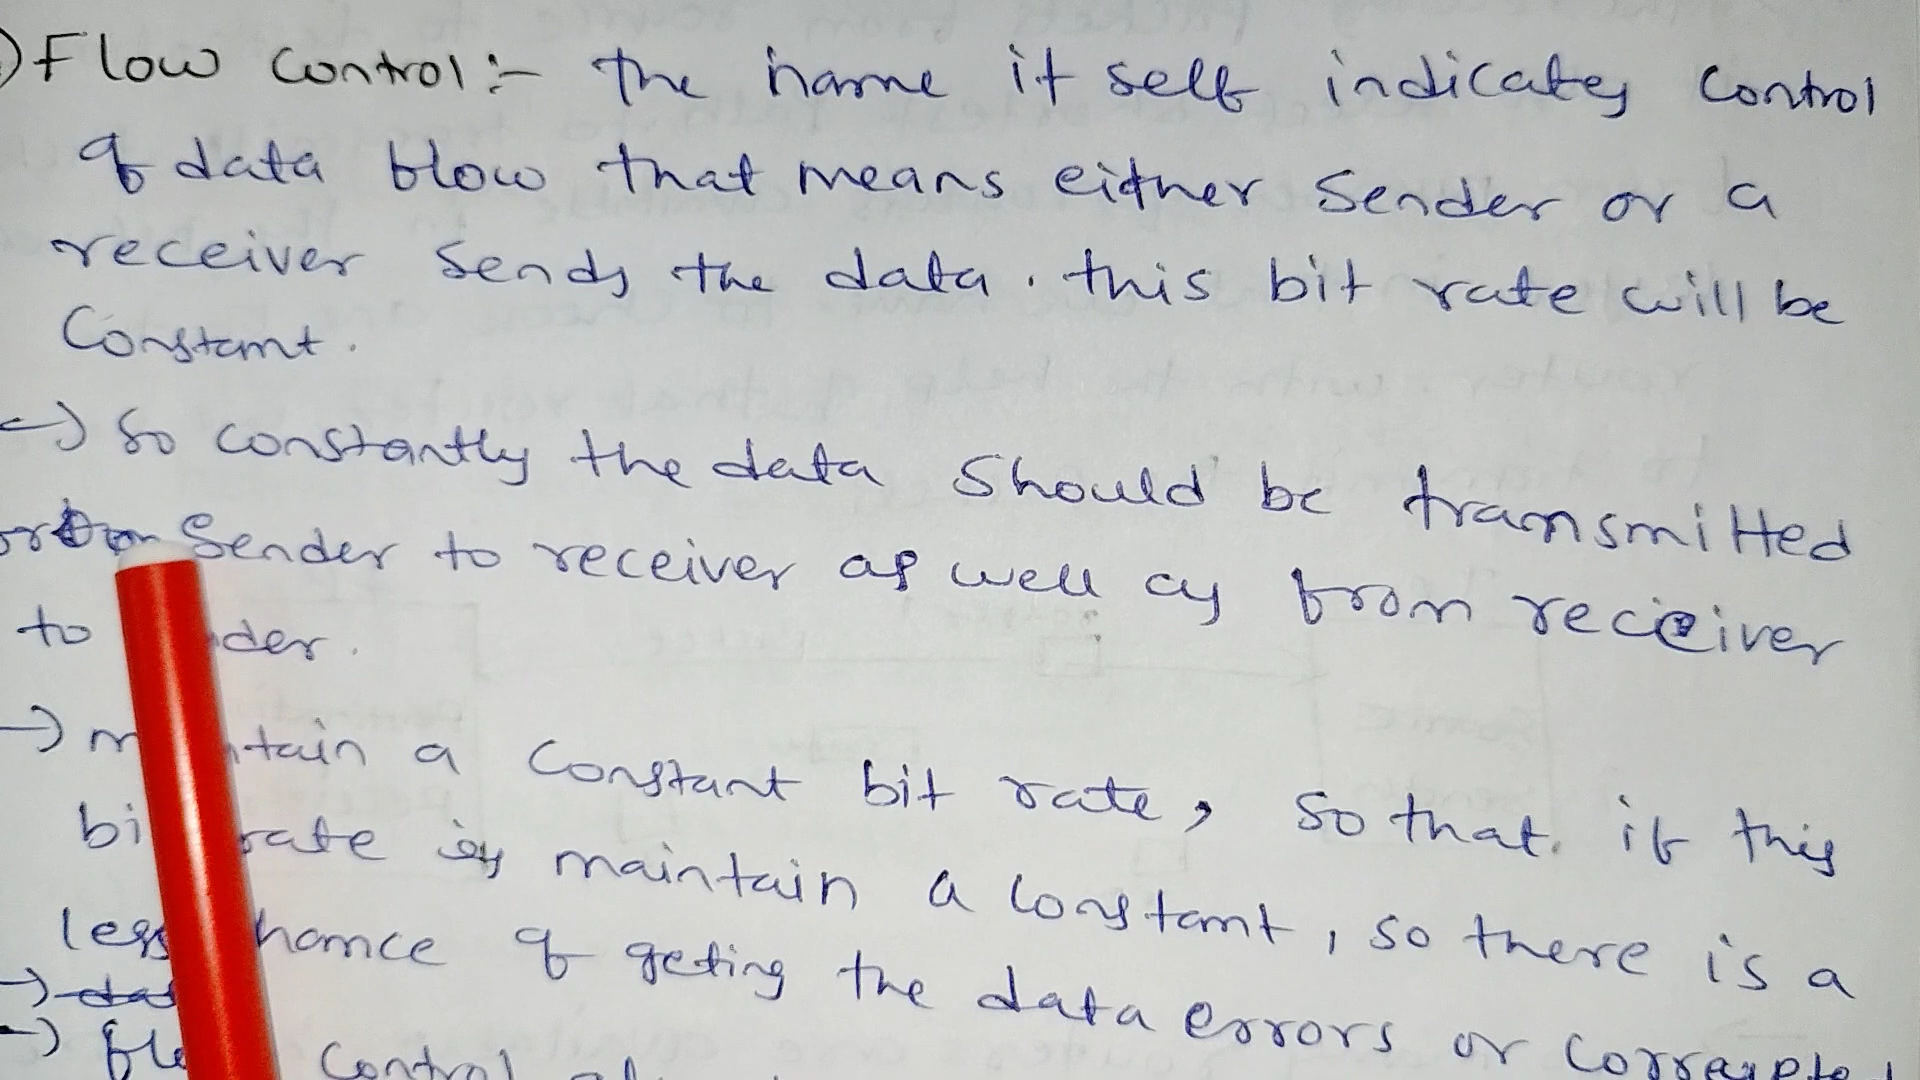 ) Flow control :- the name it self indicates control
of data flow that means either sender or a
receiver sends the data. this bit rate will be
constant.
-> so constantly the data should be transmitted
sender to receiver as well as from receiver
to der.
-> m ntain a constant bit rate, so that. if this
bi rate is maintain a constant, so there is a
less hance of geting the data errors or
->
-> control